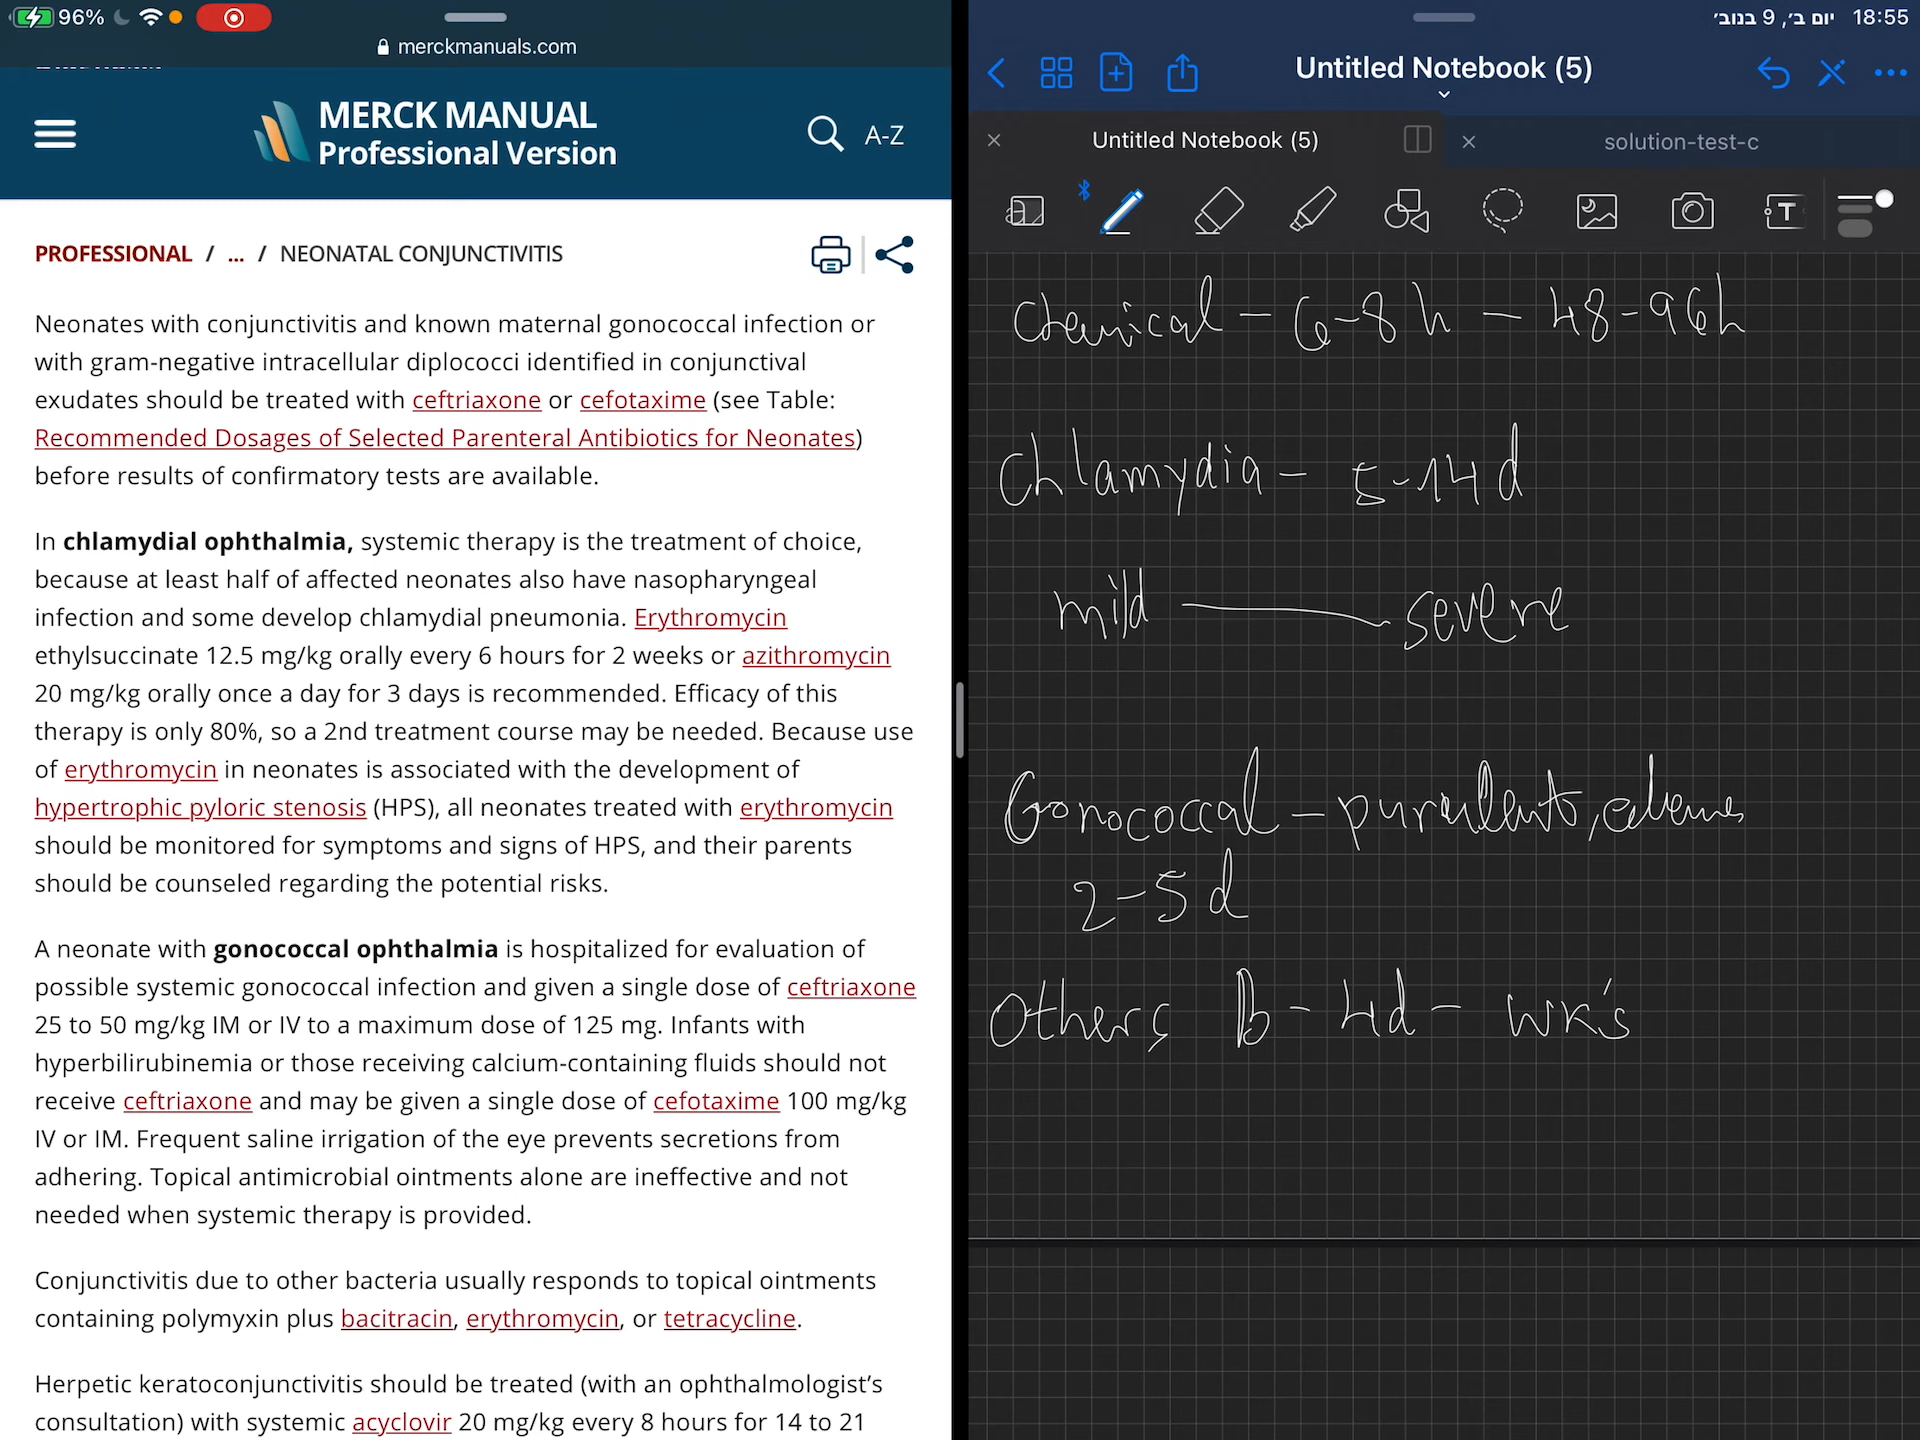 96%
merckmanuals.com
MERCK MANUAL
Professional Version
A-Z
PROFESSIONAL / ... / NEONATAL CONJUNCTIVITIS
Neonates with conjunctivitis and known maternal gonococcal infection or
with gram-negative intracellular diplococci identified in conjunctival
exudates should be treated with ceftriaxone or cefotaxime (see Table:
Recommended Dosages of Selected Parenteral Antibiotics for Neonates)
before results of confirmatory tests are available.
In chlamydial ophthalmia, systemic therapy is the treatment of choice,
because at least half of affected neonates also have nasopharyngeal
infection and some develop chlamydial pneumonia. Erythromycin
ethylsuccinate 12.5 mg/kg orally every 6 hours for 2 weeks or azithromycin
20 mg/kg orally once a day for 3 days is recommended. Efficacy of this
therapy is only 80%, so a 2nd treatment course may be needed. Because use
of erythromycin in neonates is associated with the development of
hypertrophic pyloric stenosis (HPS), all neonates treated with erythromycin
should be monitored for symptoms and signs of HPS, and their parents
should be counseled regarding the potential risks.
A neonate with gonococcal ophthalmia is hospitalized for evaluation of
possible systemic gonococcal infection and given a single dose of ceftriaxone
25 to 50 mg/kg IM or IV to a maximum dose of 125 mg. Infants with
hyperbilirubinemia or those receiving calcium-containing fluids should not
receive ceftriaxone and may be given a single dose of cefotaxime 100 mg/kg
IV or IM. Frequent saline irrigation of the eye prevents secretions from
adhering. Topical antimicrobial ointments alone are ineffective and not
needed when systemic therapy is provided.
Conjunctivitis due to other bacteria usually responds to topical ointments
containing polymyxin plus bacitracin, erythromycin, or tetracycline.
Herpetic keratoconjunctivitis should be treated (with an ophthalmologist's
consultation) with systemic acyclovir 20 mg/kg every 8 hours for 14 to 21
18:55 יום ב׳, 9 בנוב׳
Untitled Notebook (5)
Untitled Notebook (5)
solution-test-c
Chemical - 6-8 h - 48-96h
Chlamydia - 5-14 d
mild — severe
Gonococcal - purulent, edema
2-5 d
Others B - 4d - wk's